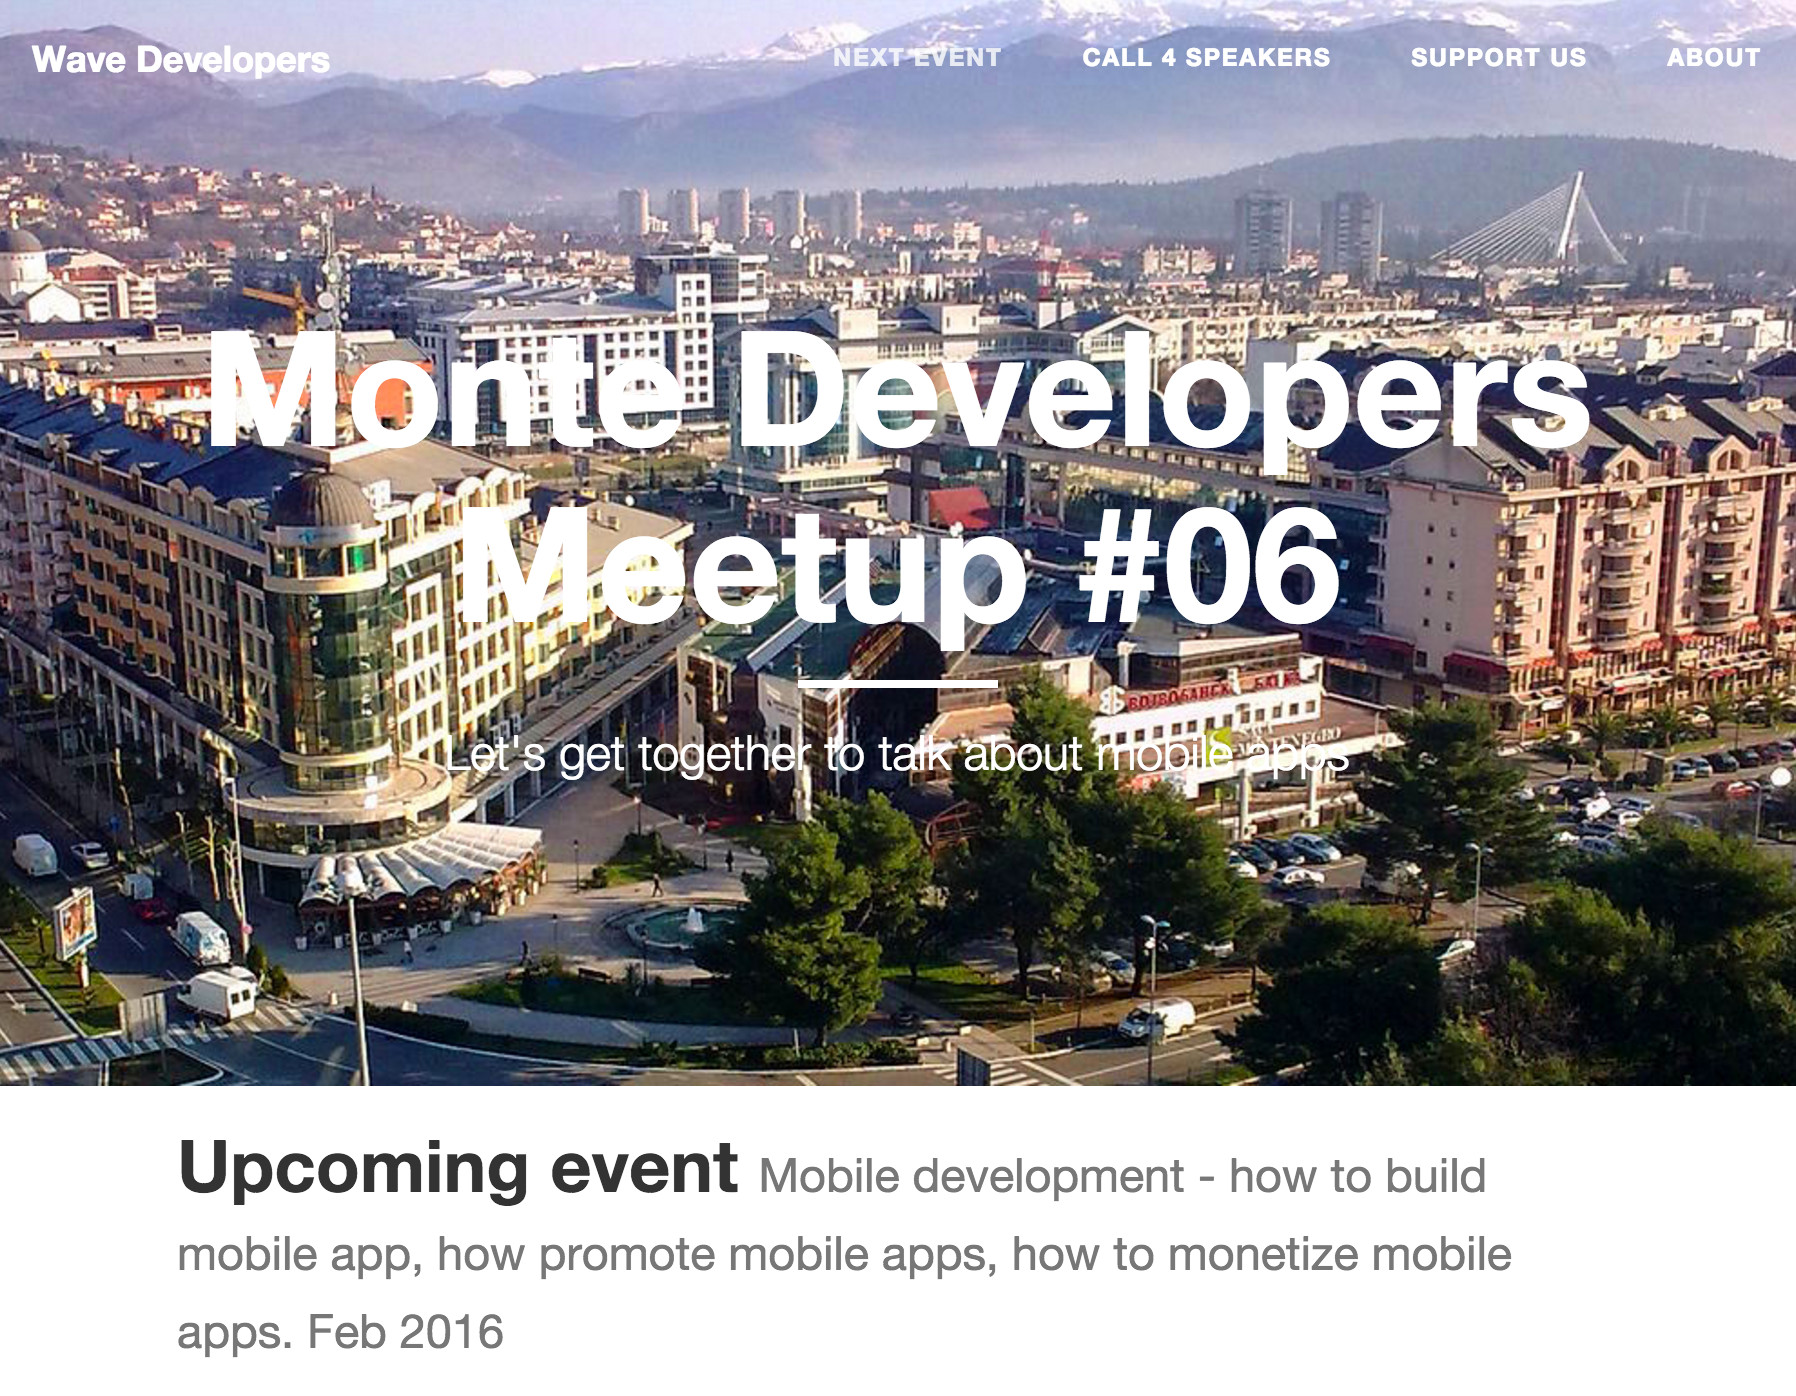 Wave Developers
NEXT EVENT
CALL 4 SPEAKERS
SUPPORT US
ABOUT
Monte Developers
Meetup #06
Let's get together to talk about mobile apps
Upcoming event Mobile development - how to build
mobile app, how promote mobile apps, how to monetize mobile
apps. Feb 2016